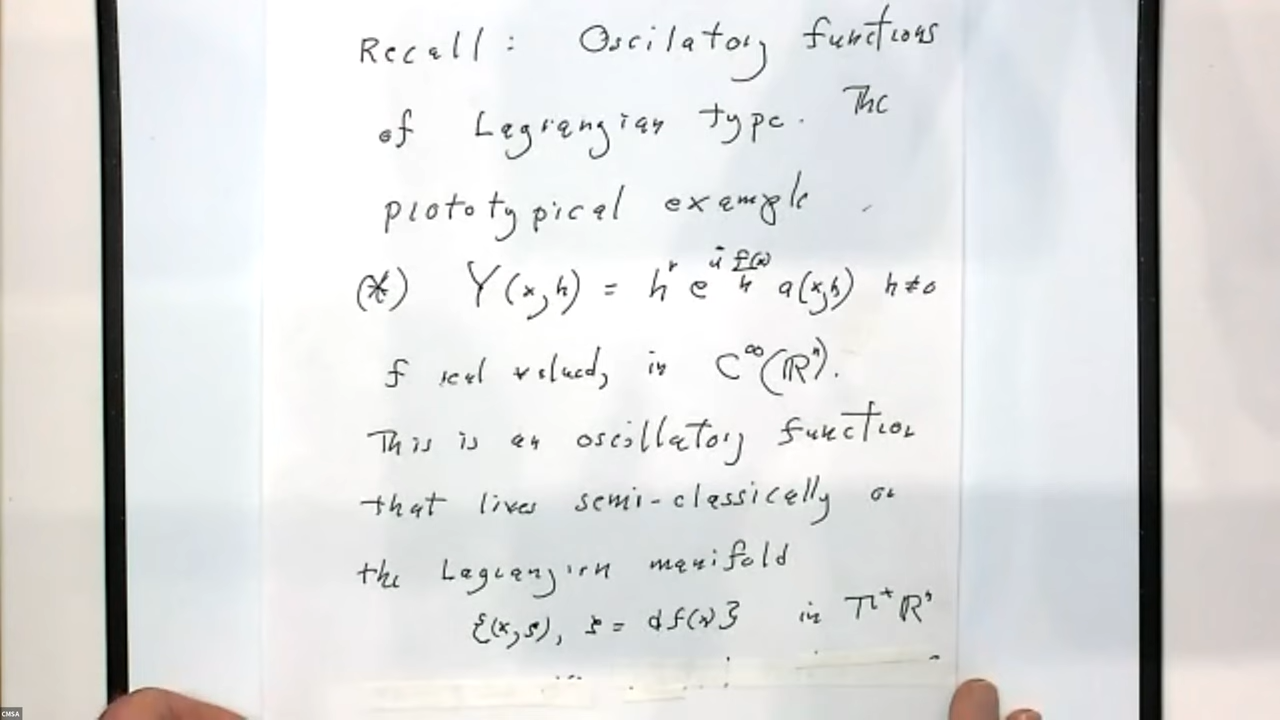 Recall: Oscilatory functions
of Lagrangian type. The
prototypical example
(*) Υ(x,h) = h^r e^{i f(x)/h} a(x,h) h≠0
f real valued, in C^∞(ℝ^n).
This is an oscillatory function
that lives semi-classically on
the Lagrangian manifold
{(x,ξ), ξ = df(x)} in T^*ℝ^n
CMSA